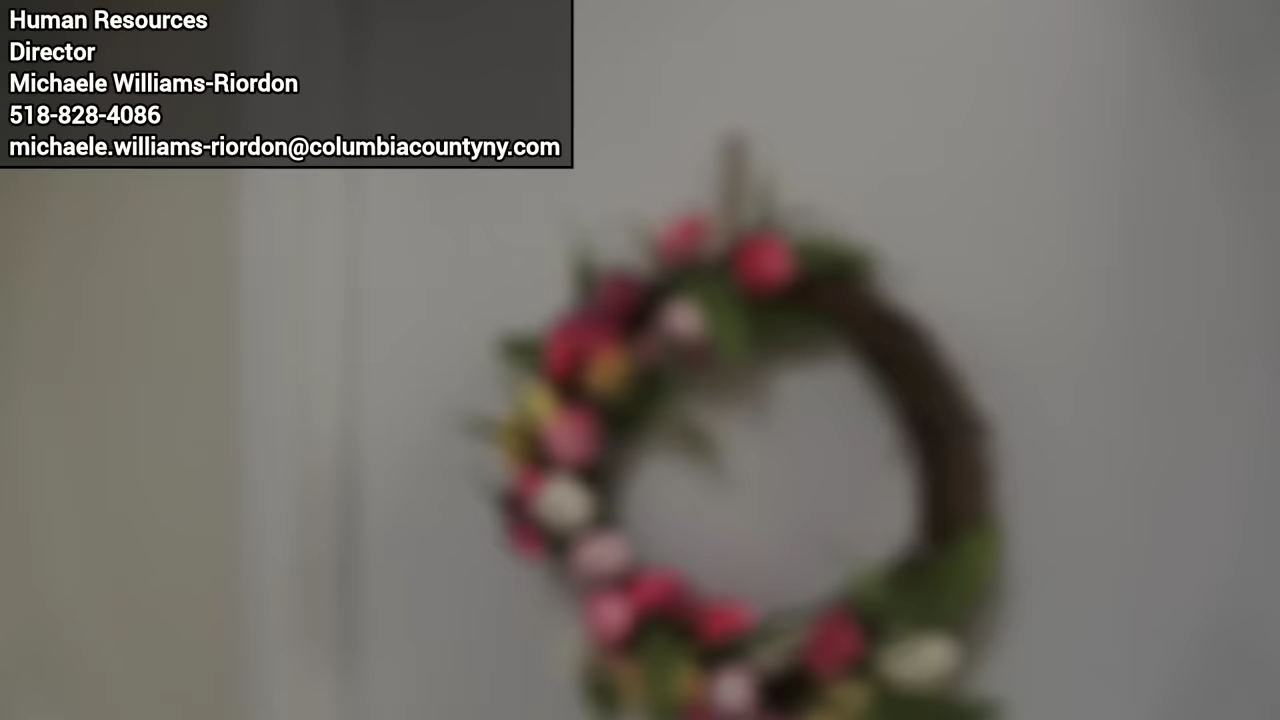 Human Resources
Director
Michaele Williams-Riordon
518-828-4086
michaele.williams-riordon@columbiacountyny.com